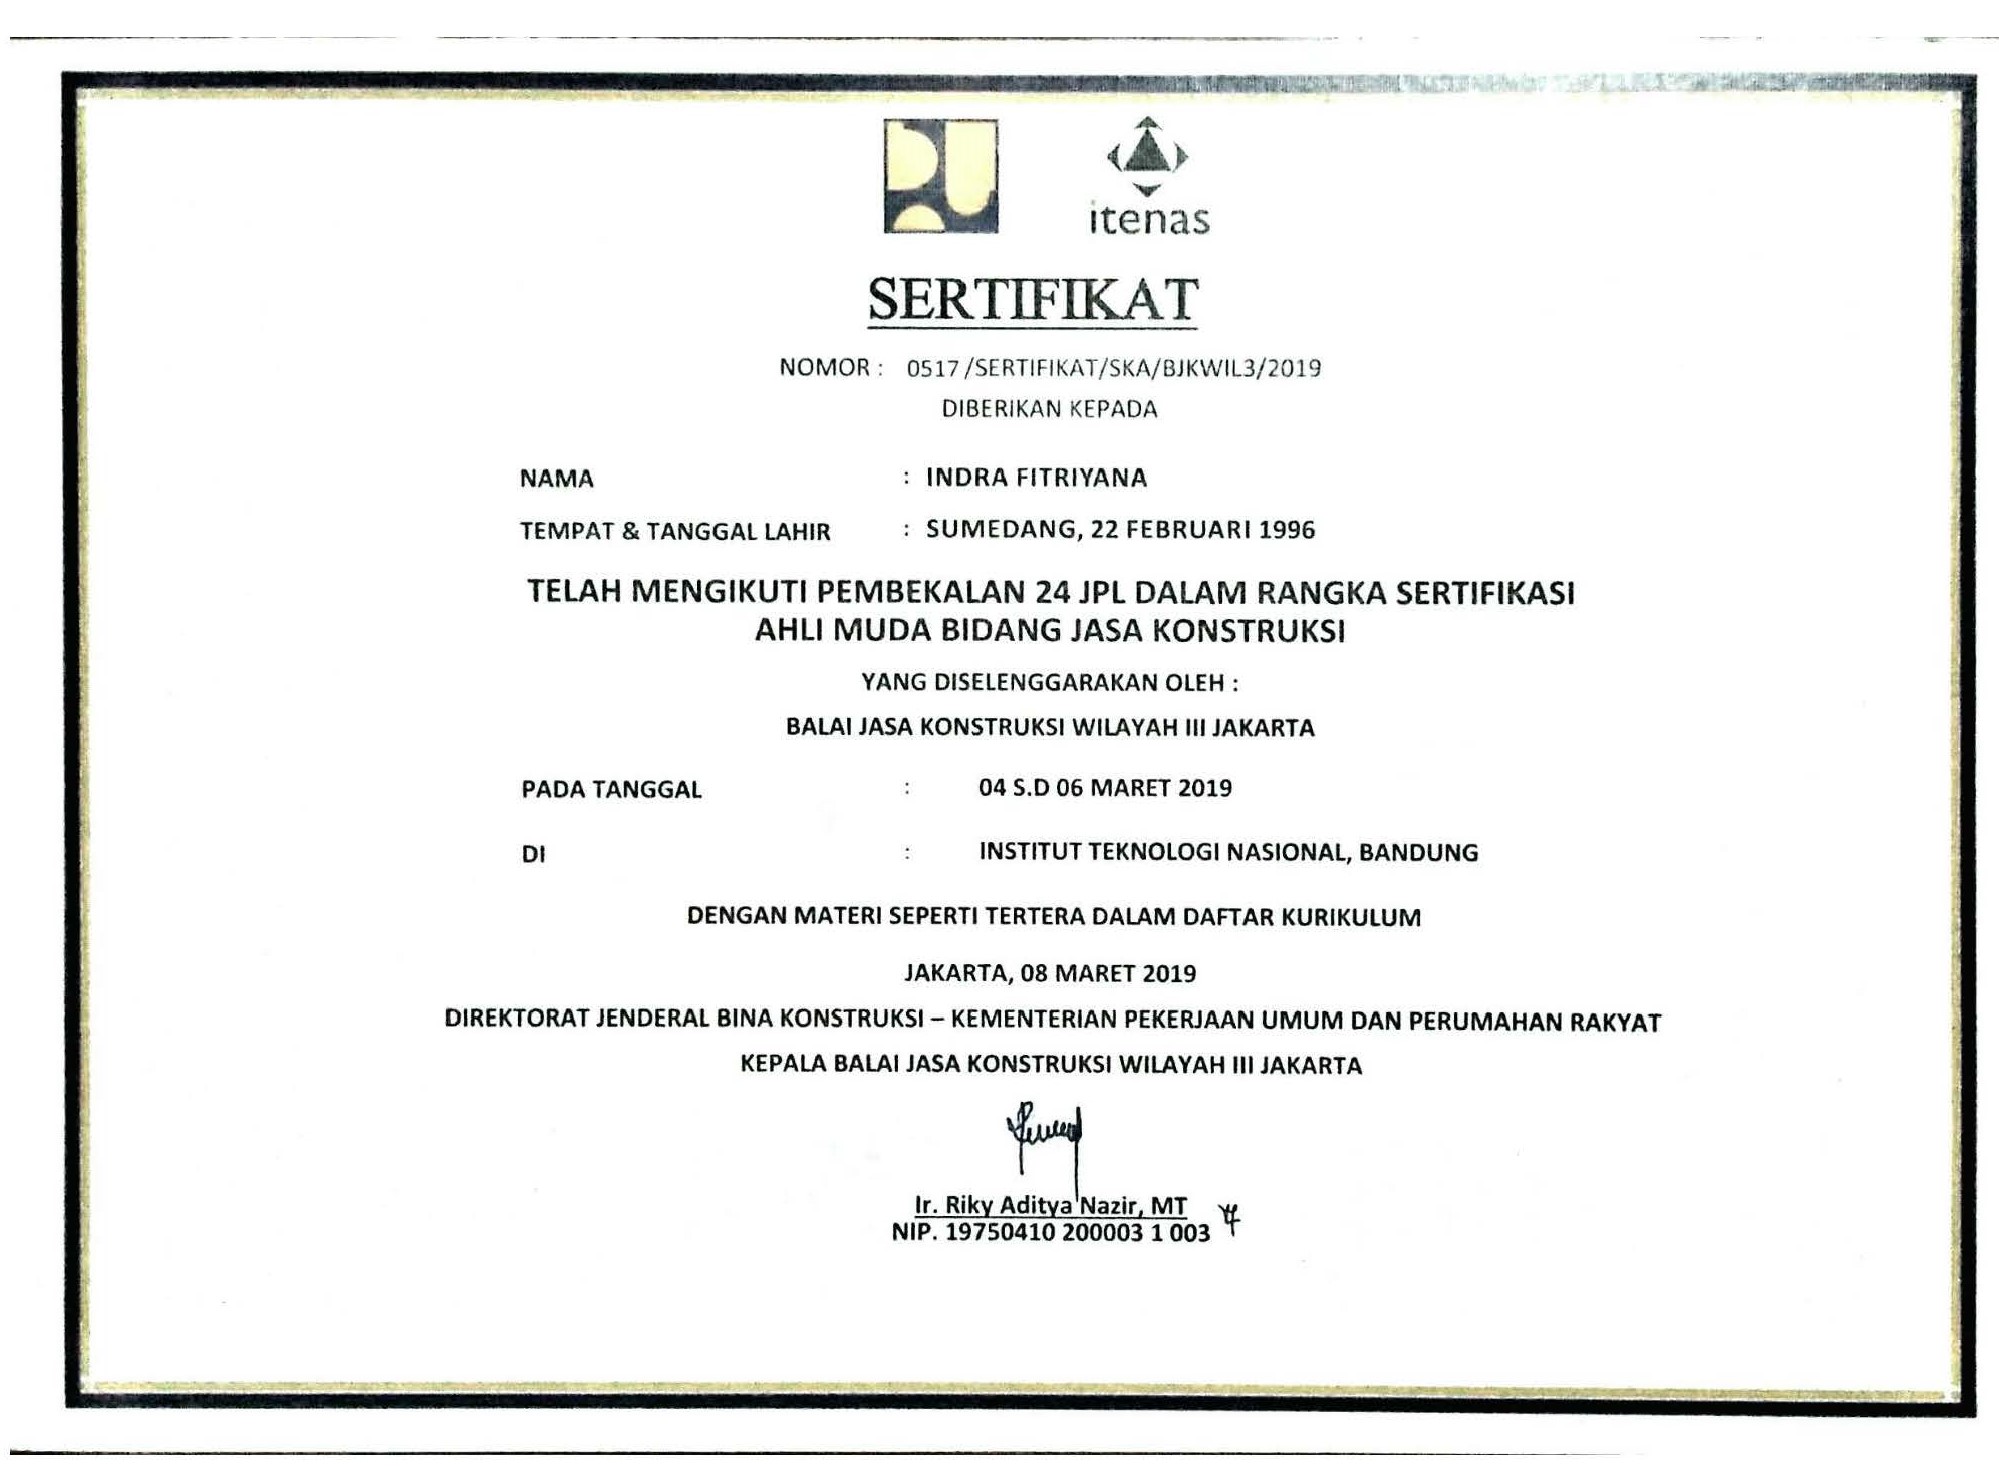 itenas
SERTIFIKAT
NOMOR : 0517/SERTIFIKAT/SKA/BJKWIL3/2019
DIBERIKAN KEPADA
NAMA : INDRA FITRIYANA
TEMPAT & TANGGAL LAHIR : SUMEDANG, 22 FEBRUARI 1996
TELAH MENGIKUTI PEMBEKALAN 24 JPL DALAM RANGKA SERTIFIKASI
AHLI MUDA BIDANG JASA KONSTRUKSI
YANG DISELENGGARAKAN OLEH :
BALAI JASA KONSTRUKSI WILAYAH III JAKARTA
PADA TANGGAL : 04 S.D 06 MARET 2019
DI : INSTITUT TEKNOLOGI NASIONAL, BANDUNG
DENGAN MATERI SEPERTI TERTERA DALAM DAFTAR KURIKULUM
JAKARTA, 08 MARET 2019
DIREKTORAT JENDERAL BINA KONSTRUKSI – KEMENTERIAN PEKERJAAN UMUM DAN PERUMAHAN RAKYAT
KEPALA BALAI JASA KONSTRUKSI WILAYAH III JAKARTA
Ir. Riky Aditya Nazir, MT
NIP. 19750410 200003 1 003